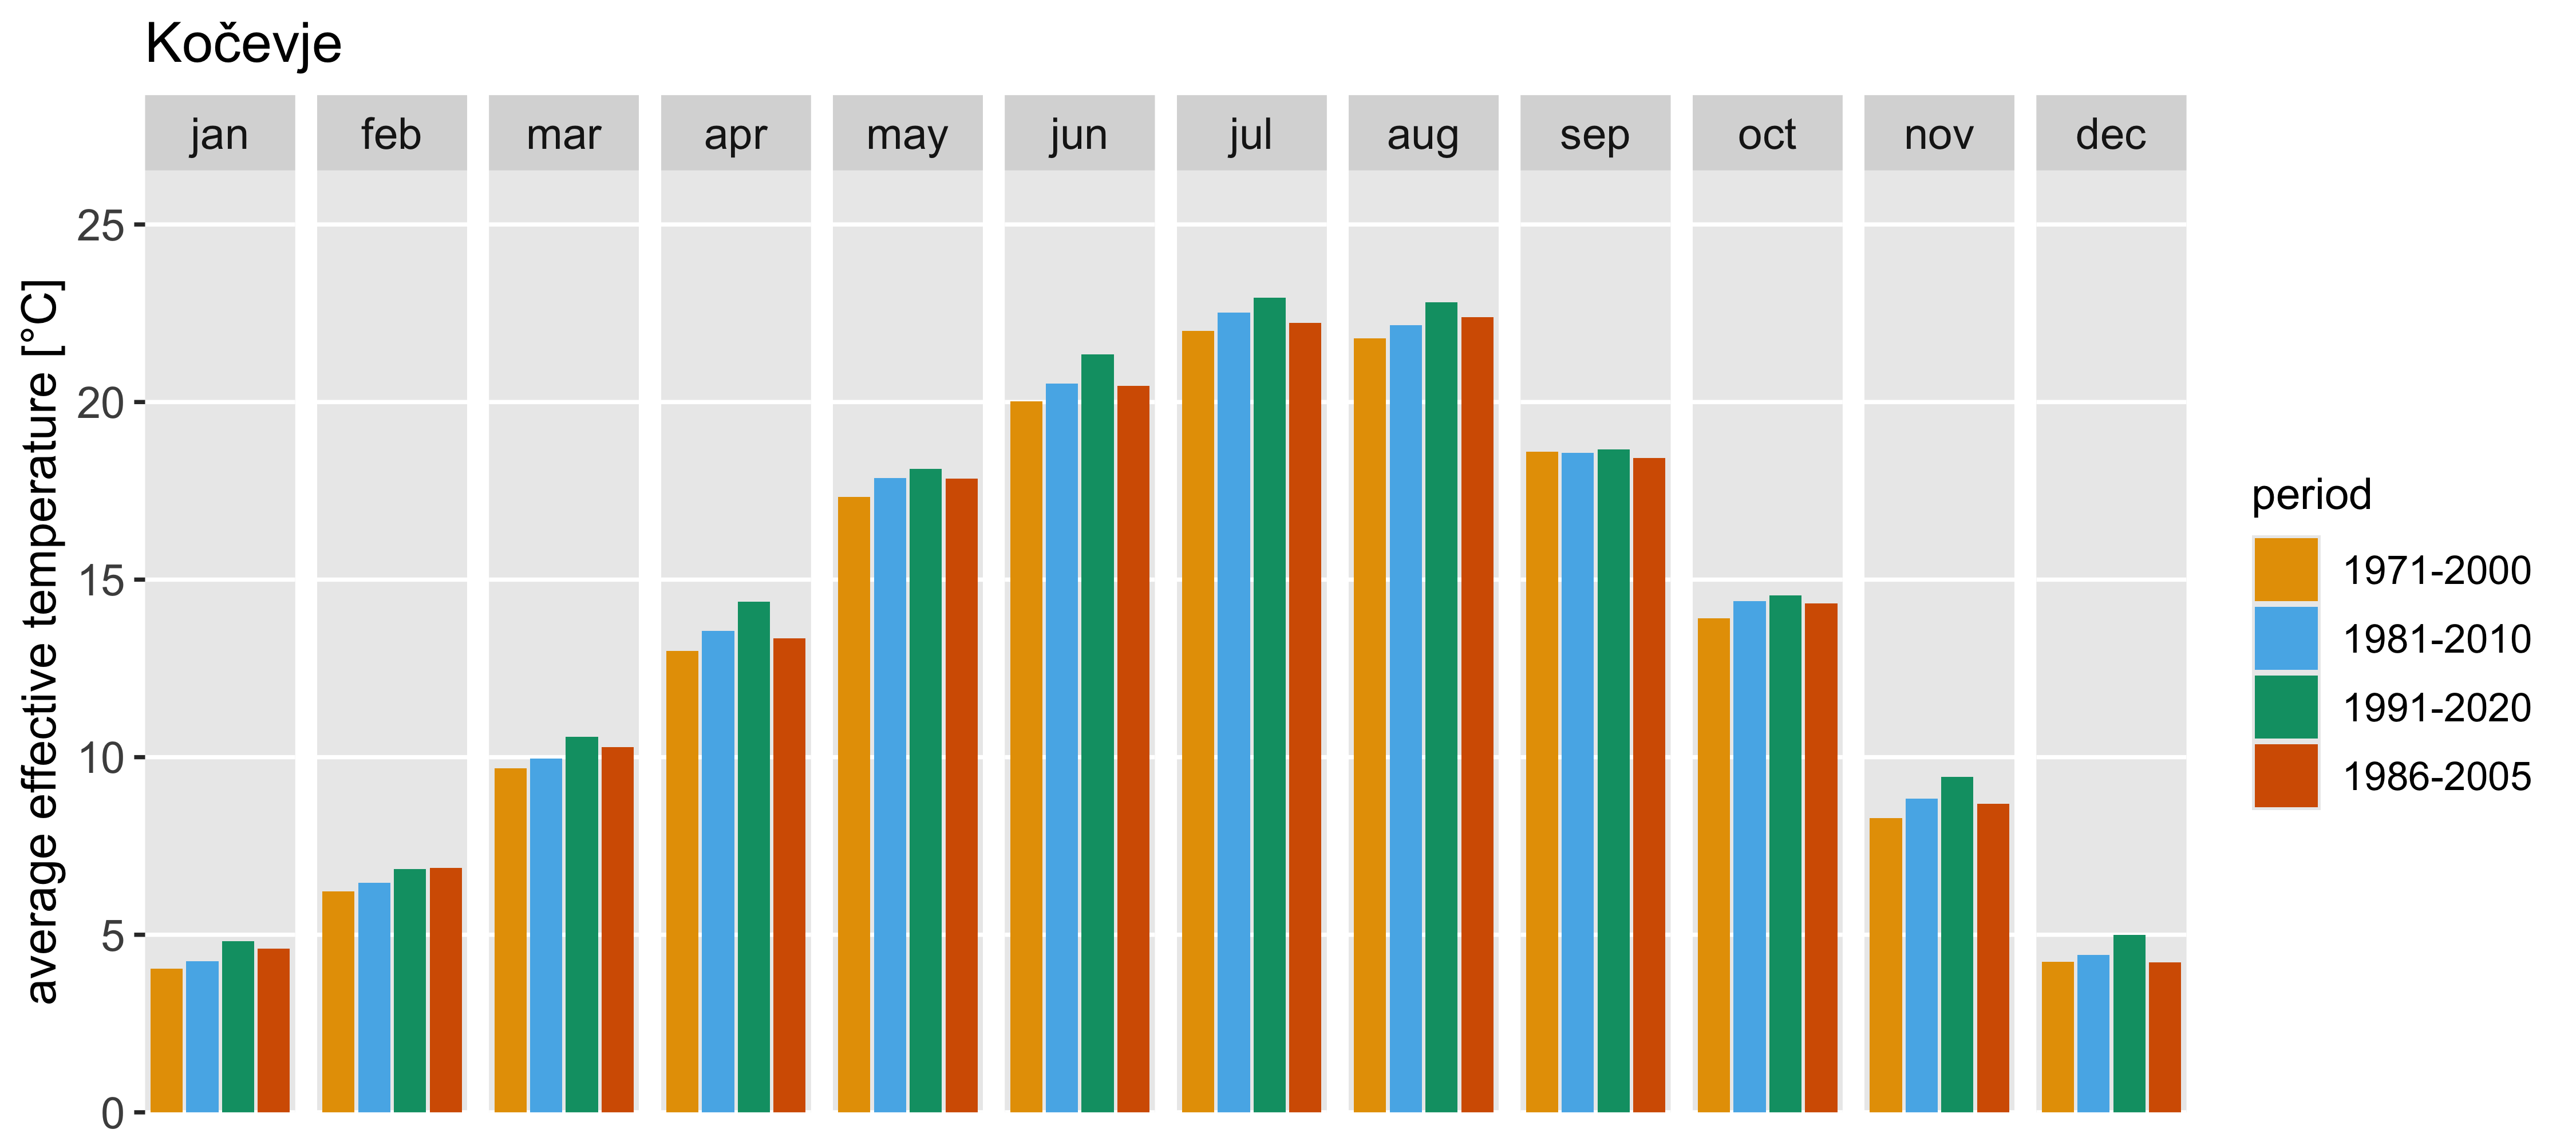 Kočevje
jan feb mar apr may jun jul aug sep oct nov dec
average effective temperature [°C]
25
20
15
10
5
0
period
1971-2000
1981-2010
1991-2020
1986-2005